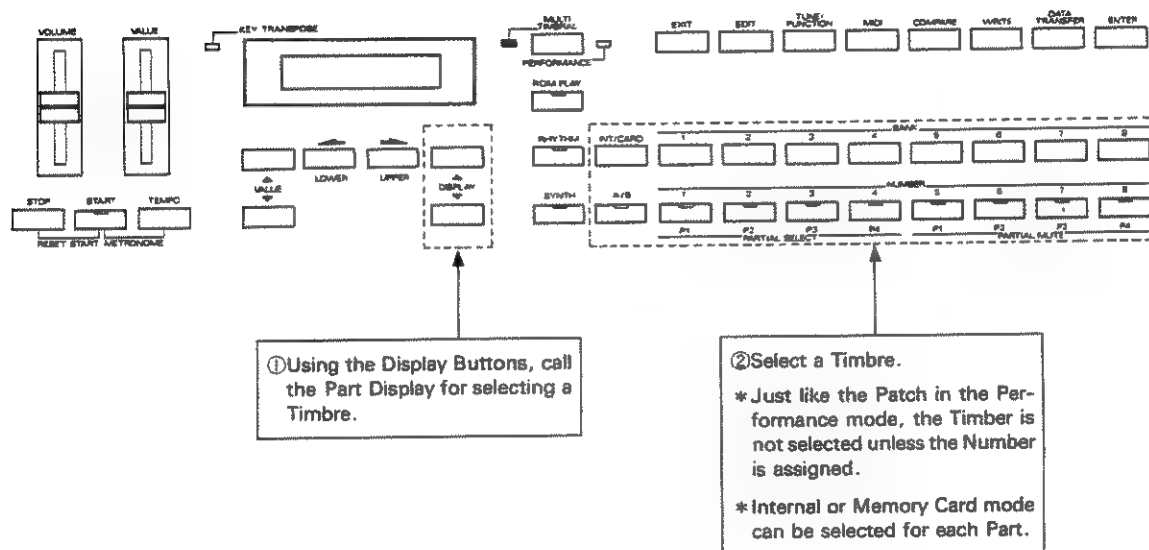 VOLUME VALUE KEY TRANSPOSE MULTI TIMBRAL EXIT EDIT TUNE/ FUNCTION MIDI COMPARE WRITE DATA TRANSFER ENTER
PERFORMANCE
ROM PLAY
BANK
RHYTHM INT/CARD 1 2 3 4 5 6 7 8
LOWER UPPER
VALUE DISPLAY
NUMBER
STOP START TEMPO SYNTH A/B 1 2 3 4 5 6 7 8
RESET START METRONOME
P1 P2 P3 P4 P1 P2 P3 P4
PARTIAL SELECT PARTIAL MUTE
①Using the Display Buttons, call
the Part Display for selecting a
Timbre.
②Select a Timbre.
* Just like the Patch in the Per-
formance mode, the Timber is
not selected unless the Number
is assigned.
* Internal or Memory Card mode
can be selected for each Part.